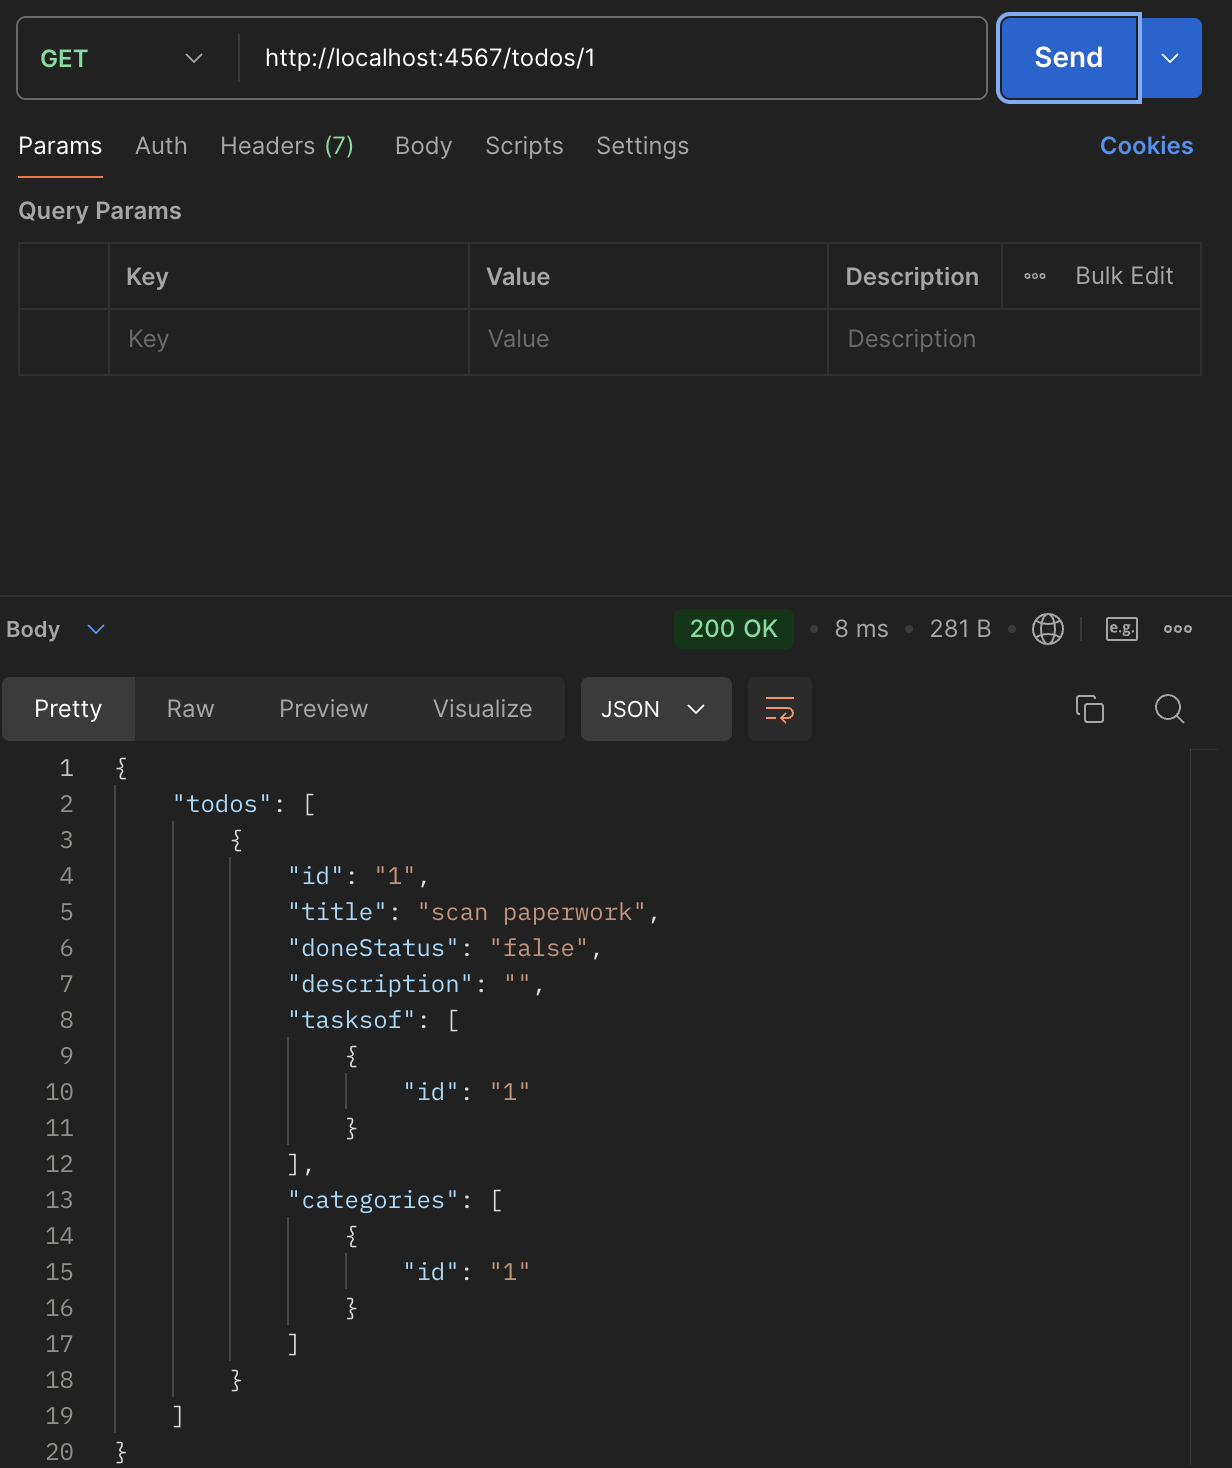 GET http://localhost:4567/todos/1 Send
Params Auth Headers (7) Body Scripts Settings Cookies
Query Params
Key Value Description Bulk Edit
Key Value Description
Body 200 OK • 8 ms • 281 B • e.g.
Pretty Raw Preview Visualize JSON
1 {
2 "todos": [
3 {
4 "id": "1",
5 "title": "scan paperwork",
6 "doneStatus": "false",
7 "description": "",
8 "tasksof": [
9 {
10 "id": "1"
11 }
12 ],
13 "categories": [
14 {
15 "id": "1"
16 }
17 ]
18 }
19 ]
20 }